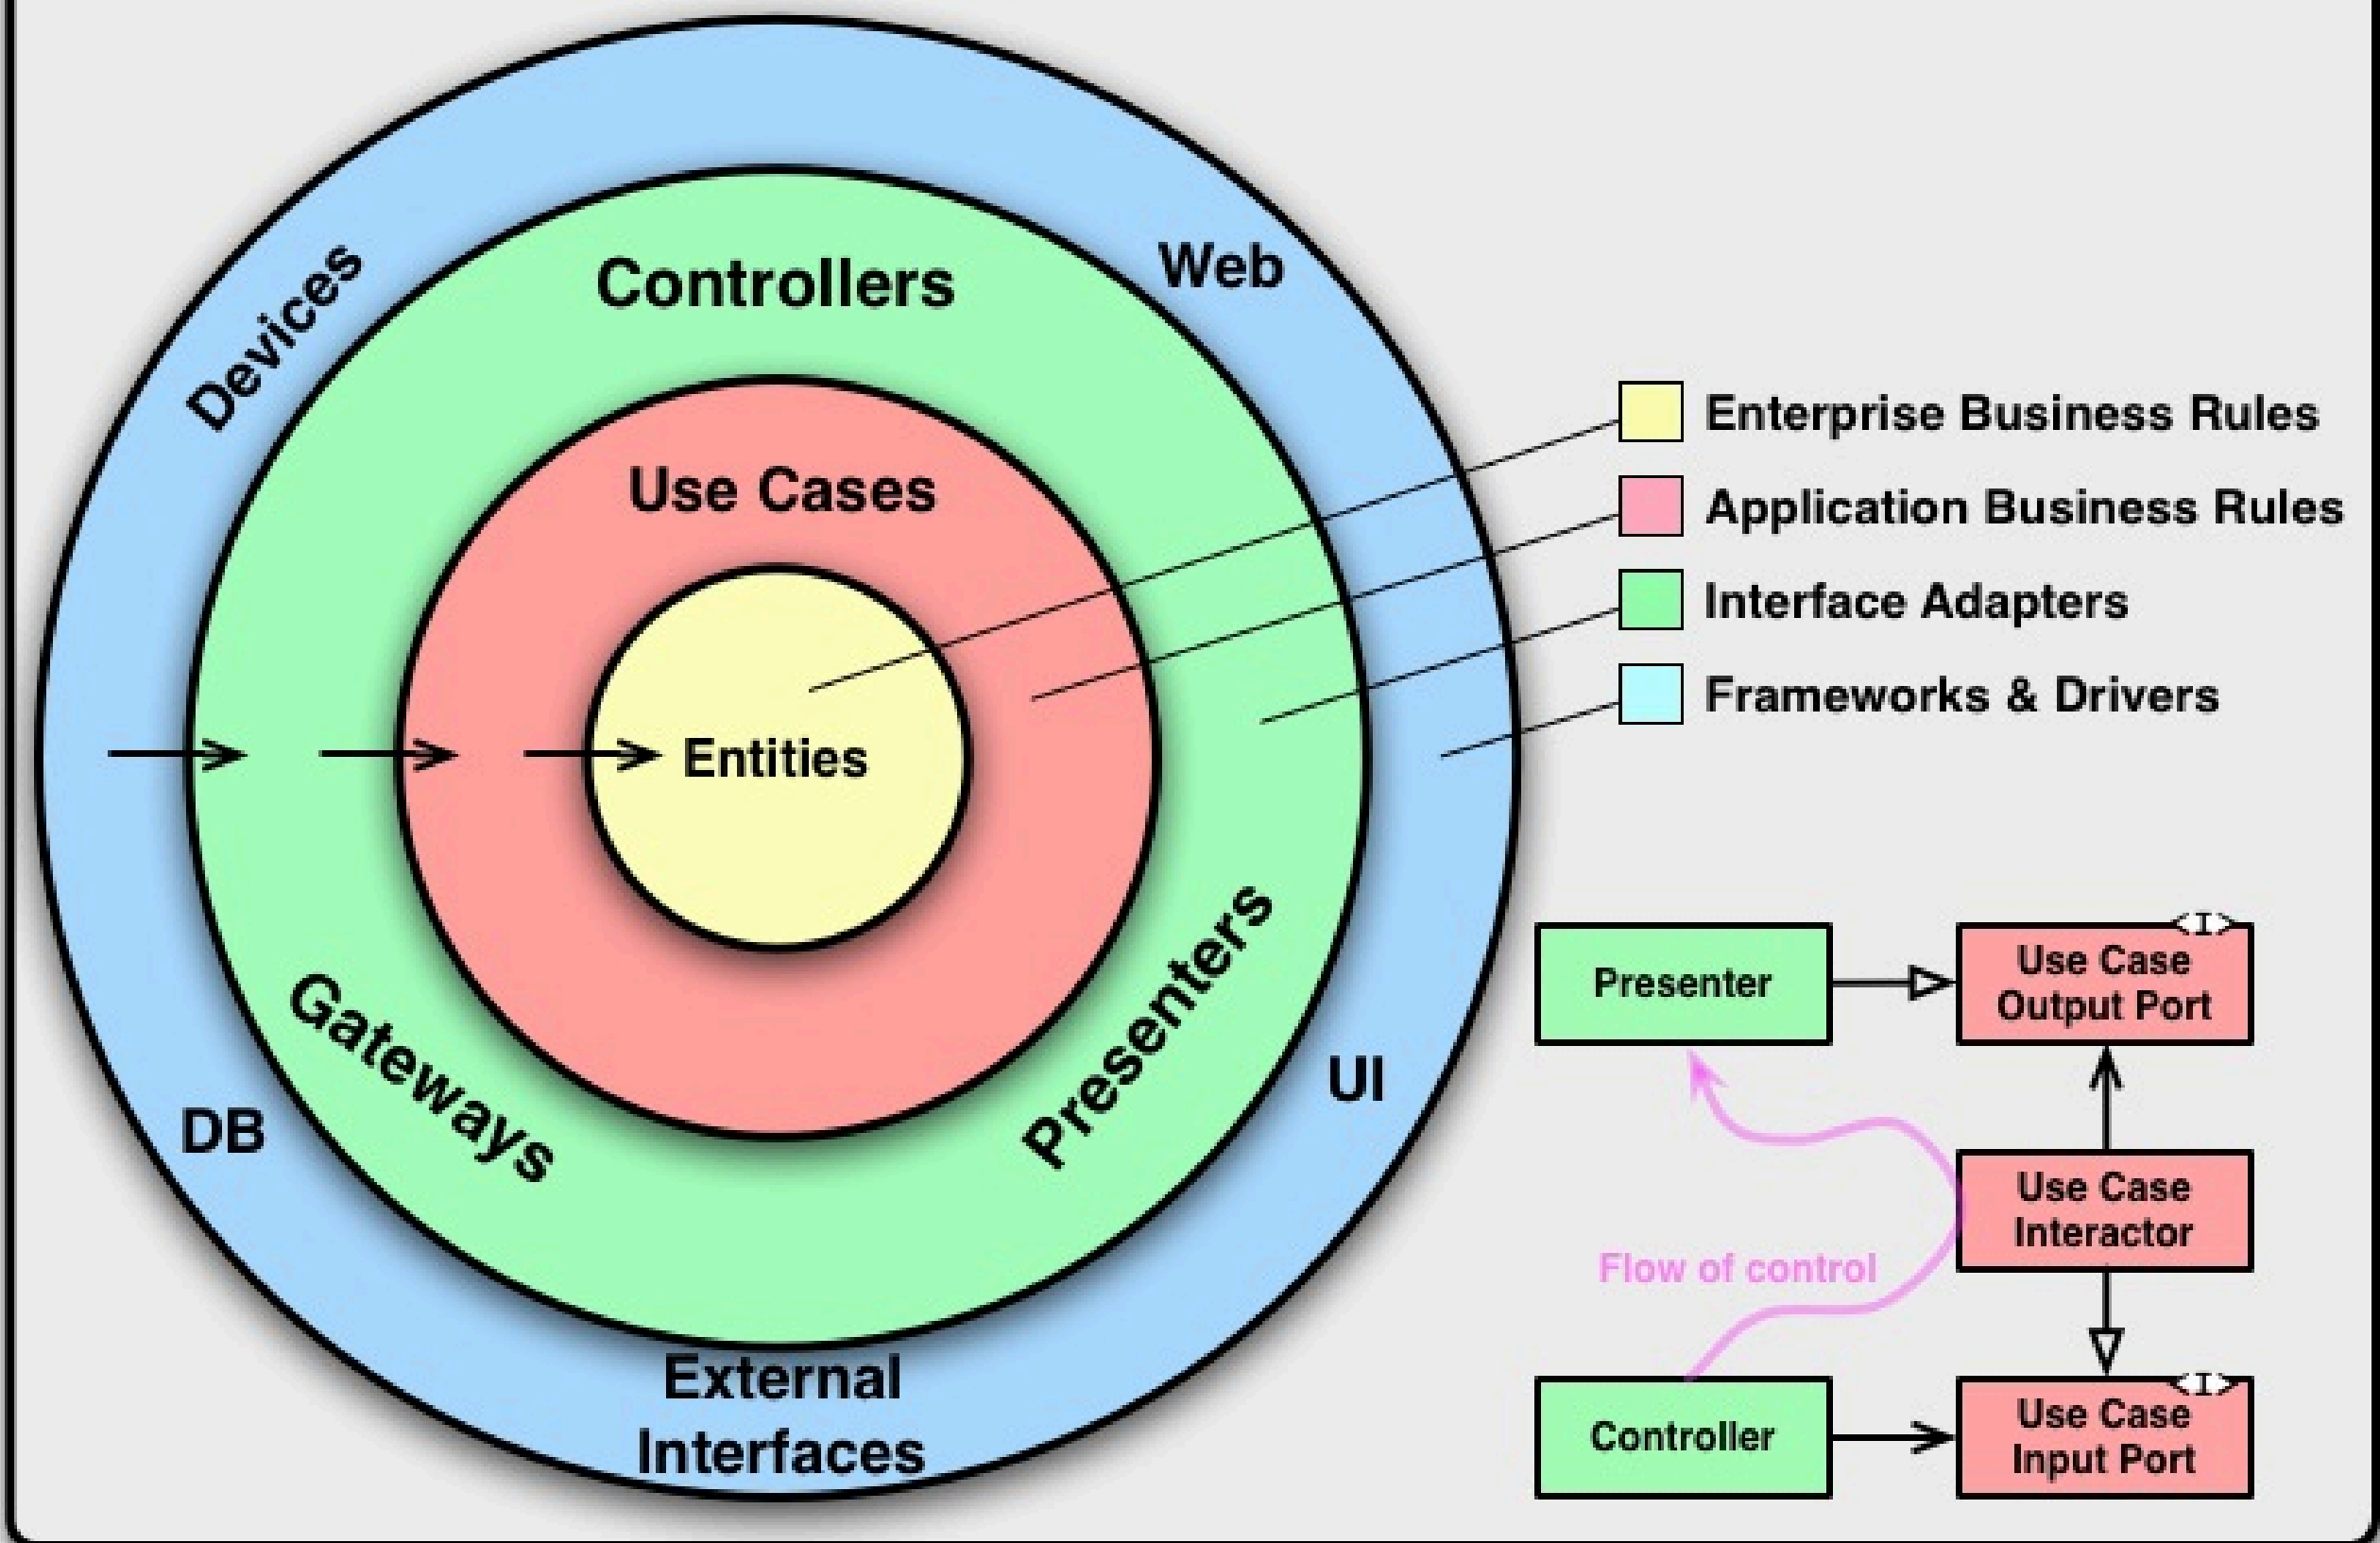 Devices
Controllers
Web
Use Cases
Entities
Gateways
Presenters
DB
UI
External
Interfaces
Enterprise Business Rules
Application Business Rules
Interface Adapters
Frameworks & Drivers
Presenter
<I>
Use Case
Output Port
Use Case
Interactor
Flow of control
Controller
<I>
Use Case
Input Port